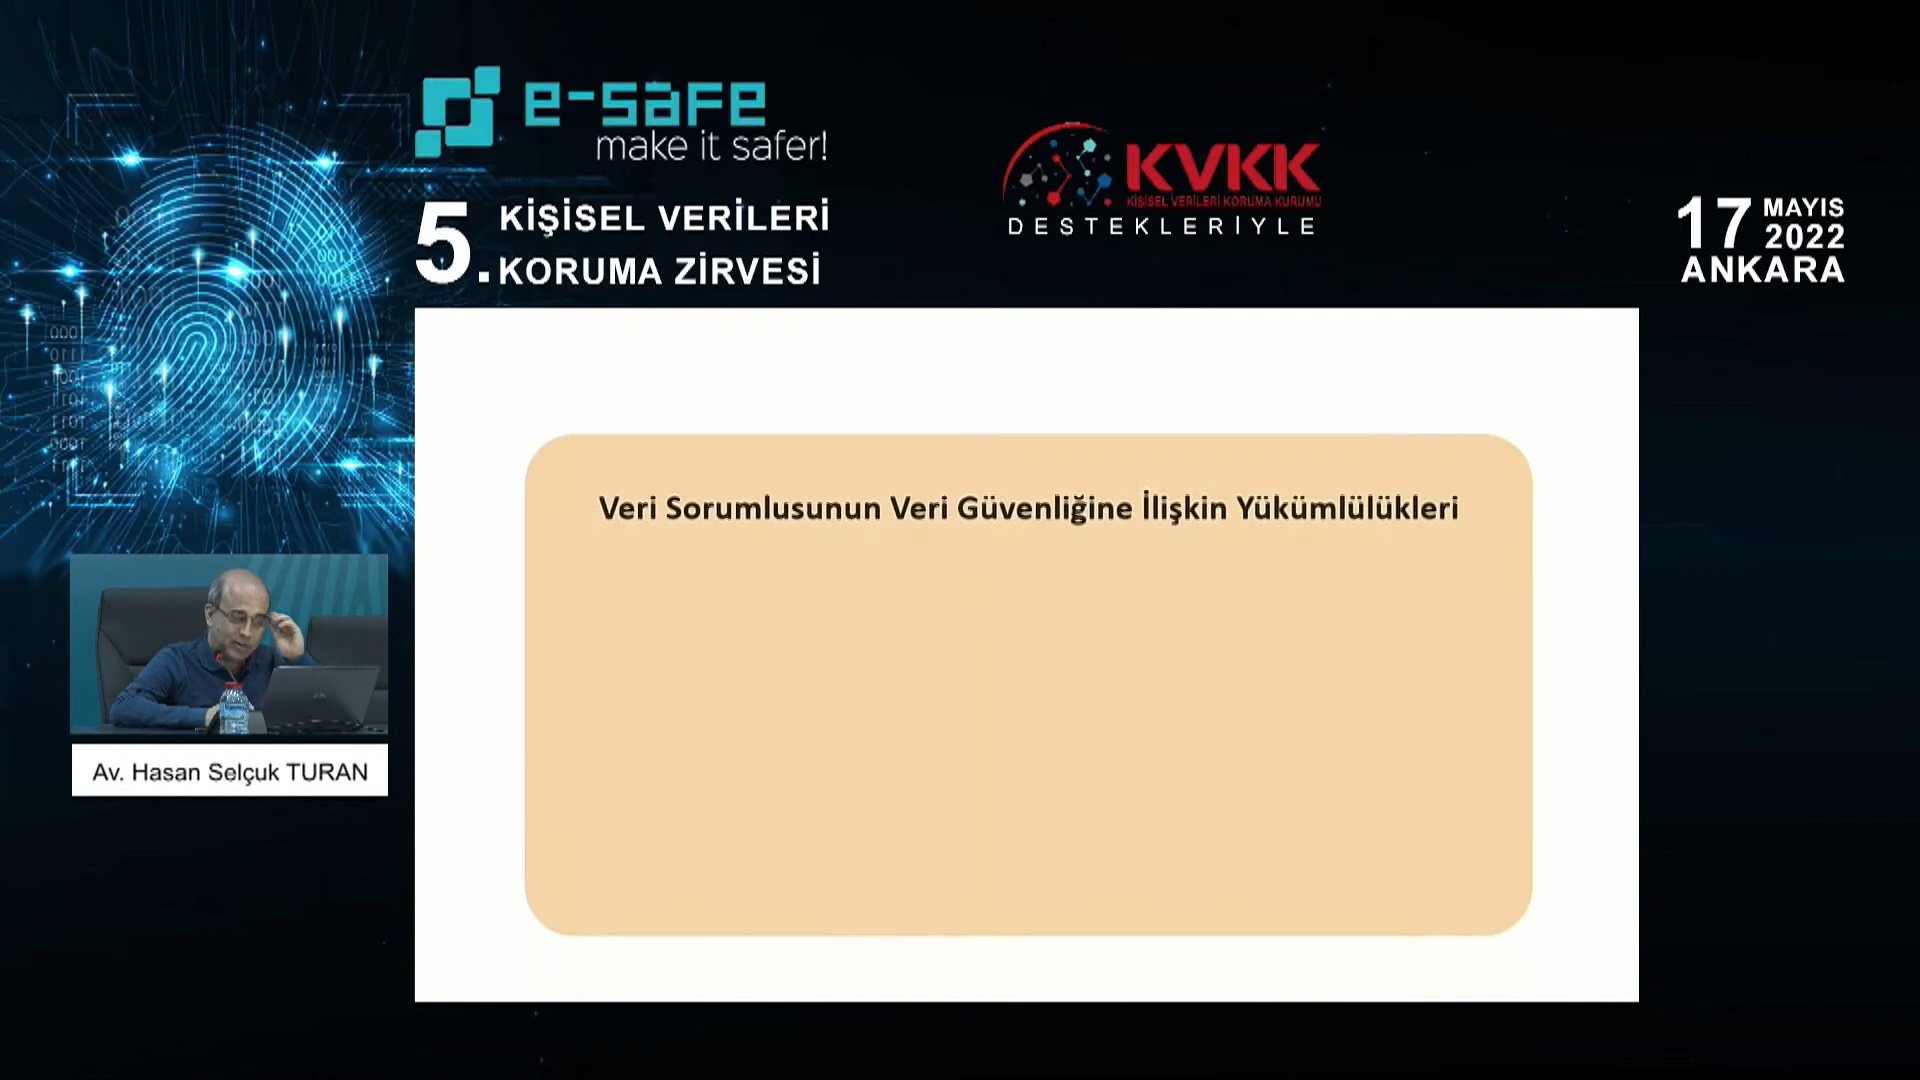 e-safe
make it safer!
5. KİŞİSEL VERİLERİ
KORUMA ZİRVESİ
KVKK
KİŞİSEL VERİLERİ KORUMA KURUMU
DESTEKLERİYLE
17 MAYIS
2022
ANKARA
Veri Sorumlusunun Veri Güvenliğine İlişkin Yükümlülükleri
Av. Hasan Selçuk TURAN